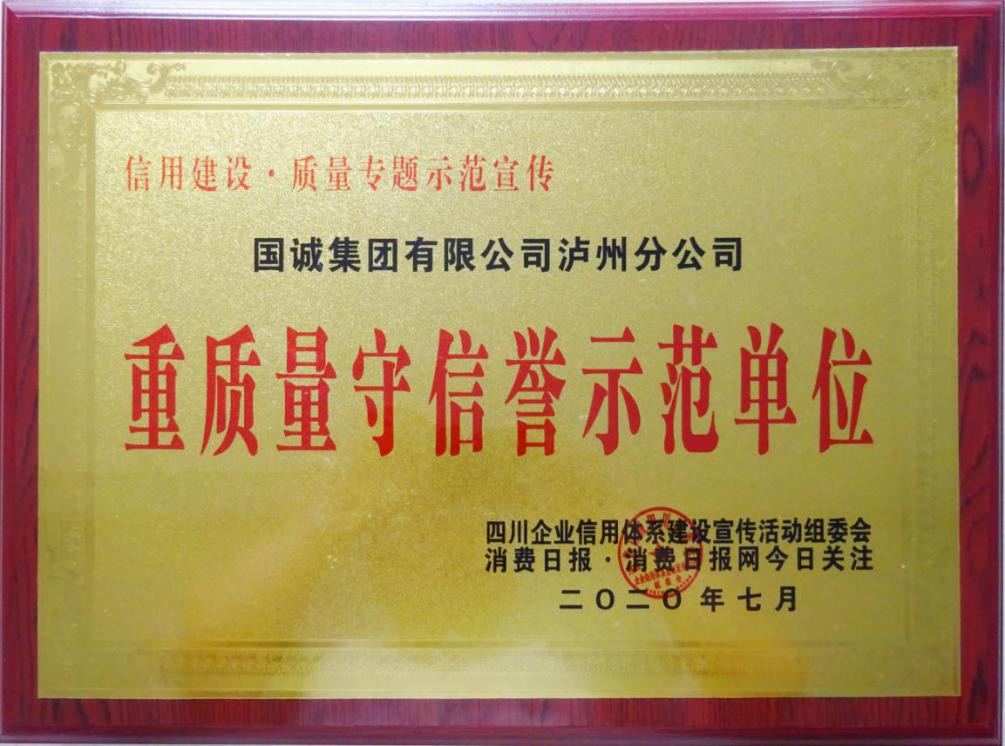 信用建设·质量专题示范宣传
国诚集团有限公司泸州分公司
重质量守信誉示范单位
四川企业信用体系建设宣传活动组委会
消费日报·消费日报网今日关注
二〇二〇年七月